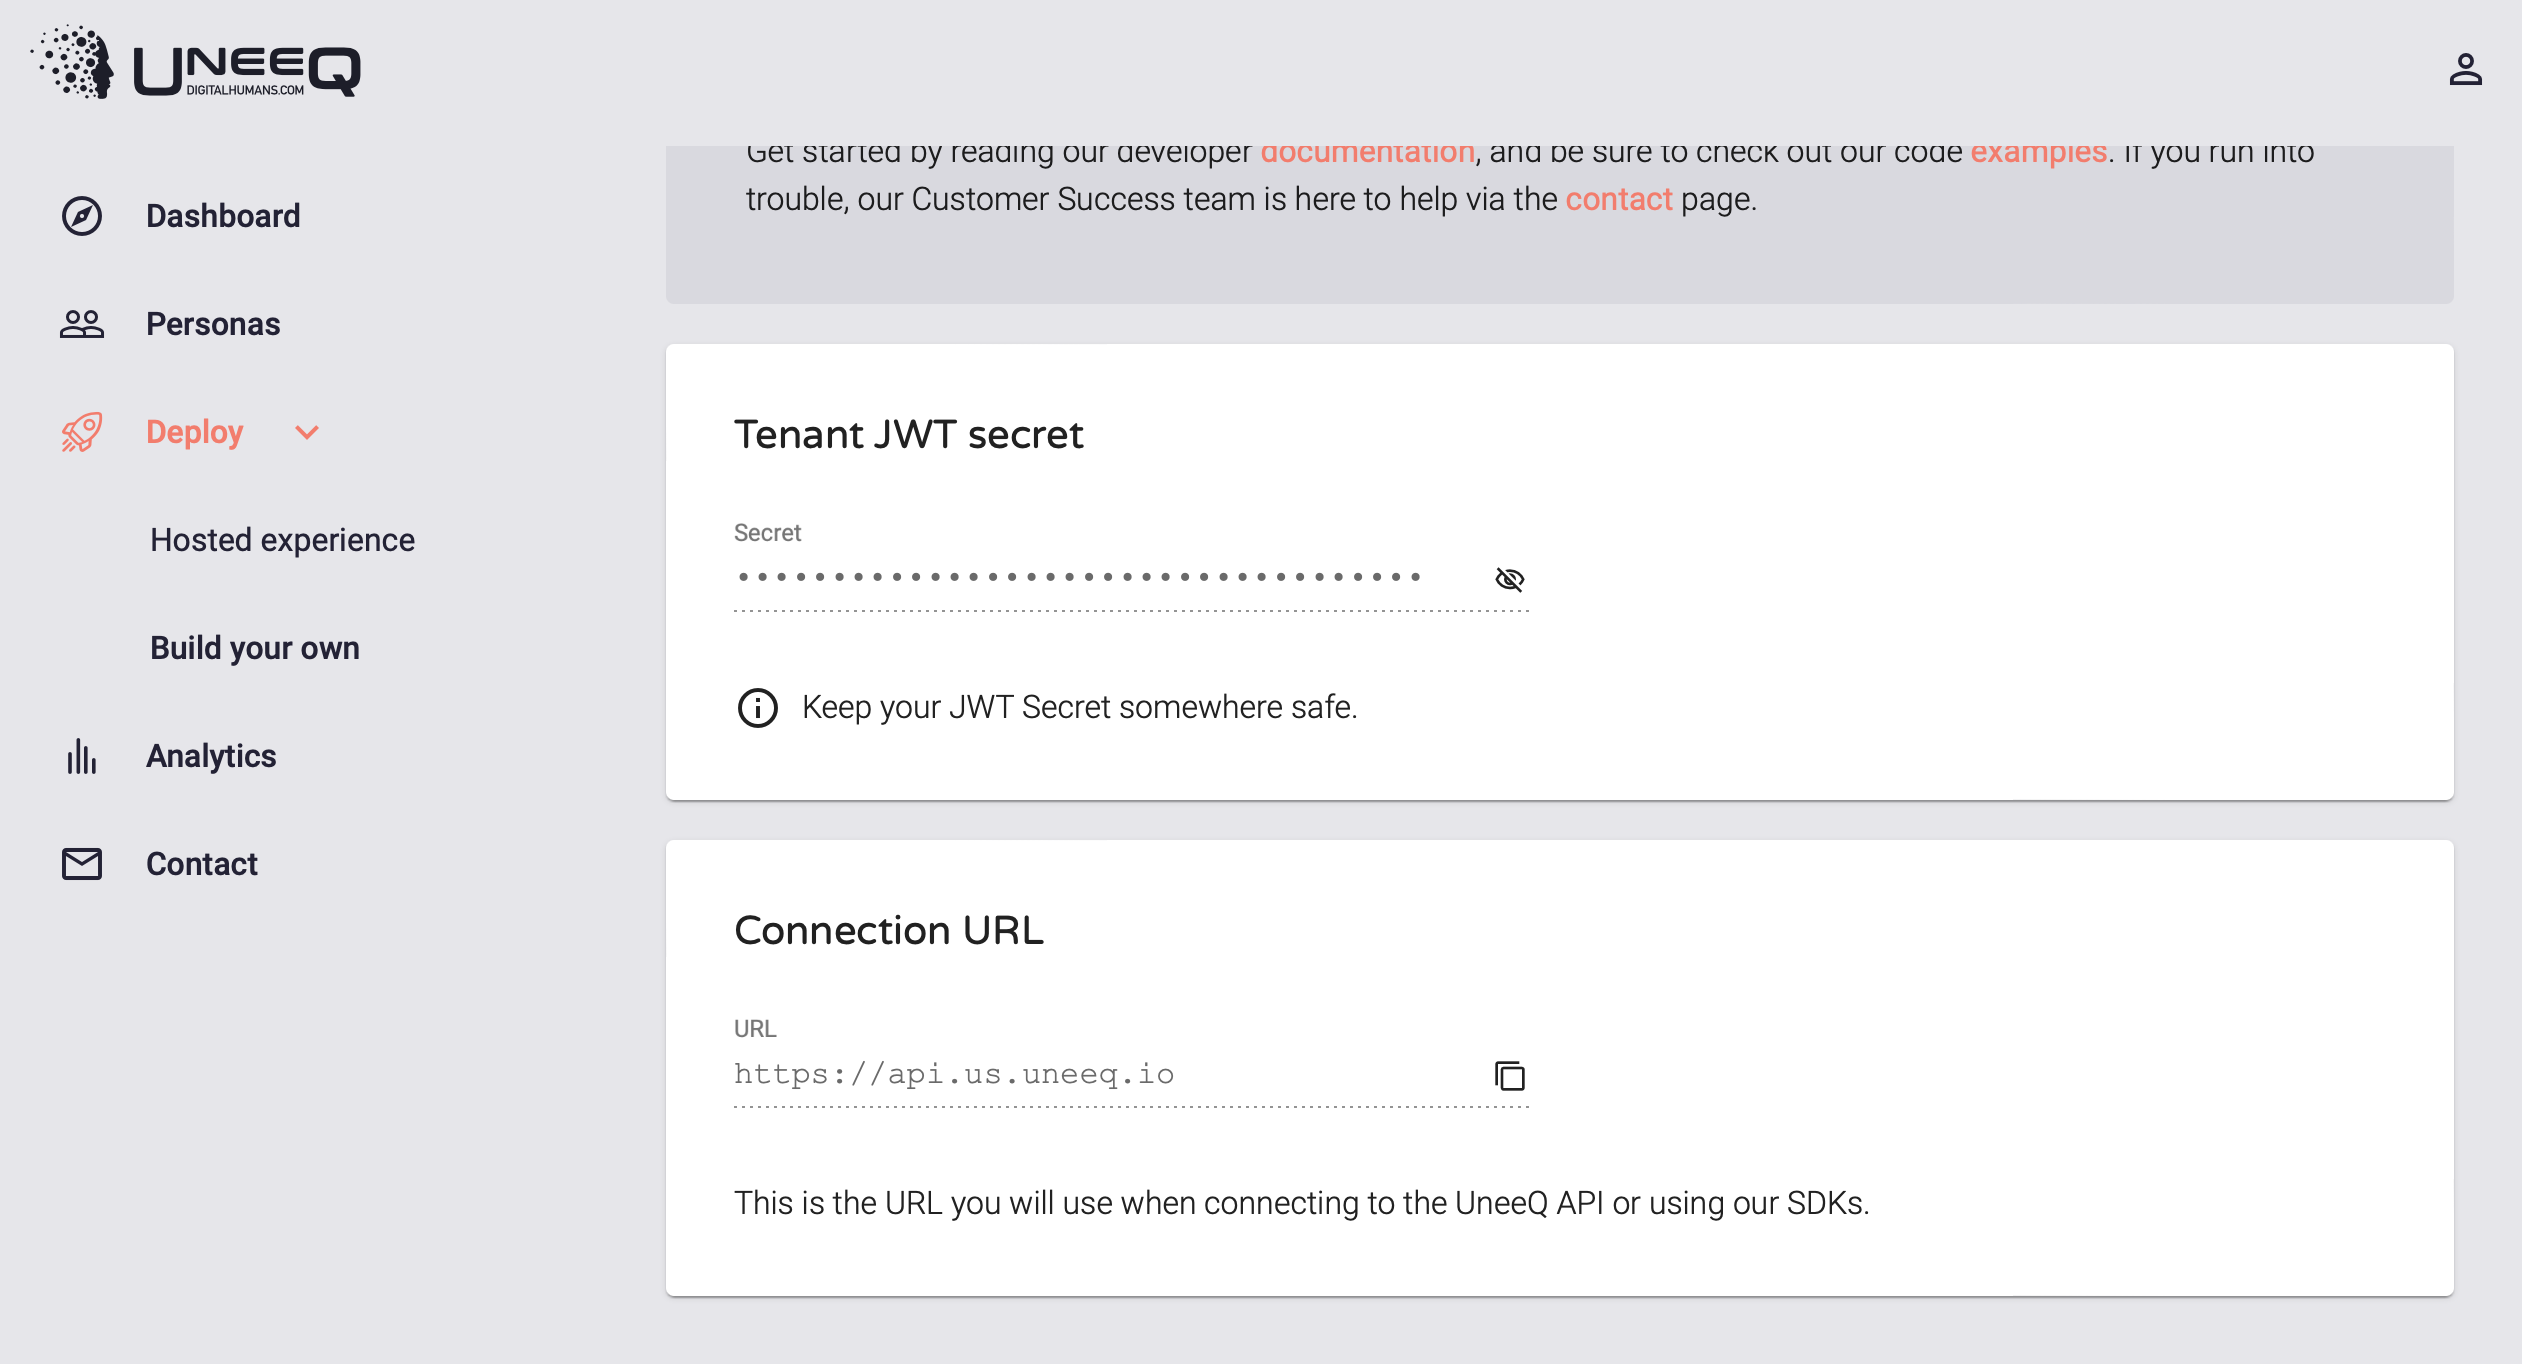 UNEEQ
DIGITALHUMANS.COM
Dashboard
Personas
Deploy
Hosted experience
Build your own
Analytics
Contact
Get started by reading our developer documentation, and be sure to check out our code examples. If you run into
trouble, our Customer Success team is here to help via the contact page.
Tenant JWT secret
Secret
••••••••••••••••••••••••••••••••••••
Keep your JWT Secret somewhere safe.
Connection URL
URL
https://api.us.uneeq.io
This is the URL you will use when connecting to the UneeQ API or using our SDKs.